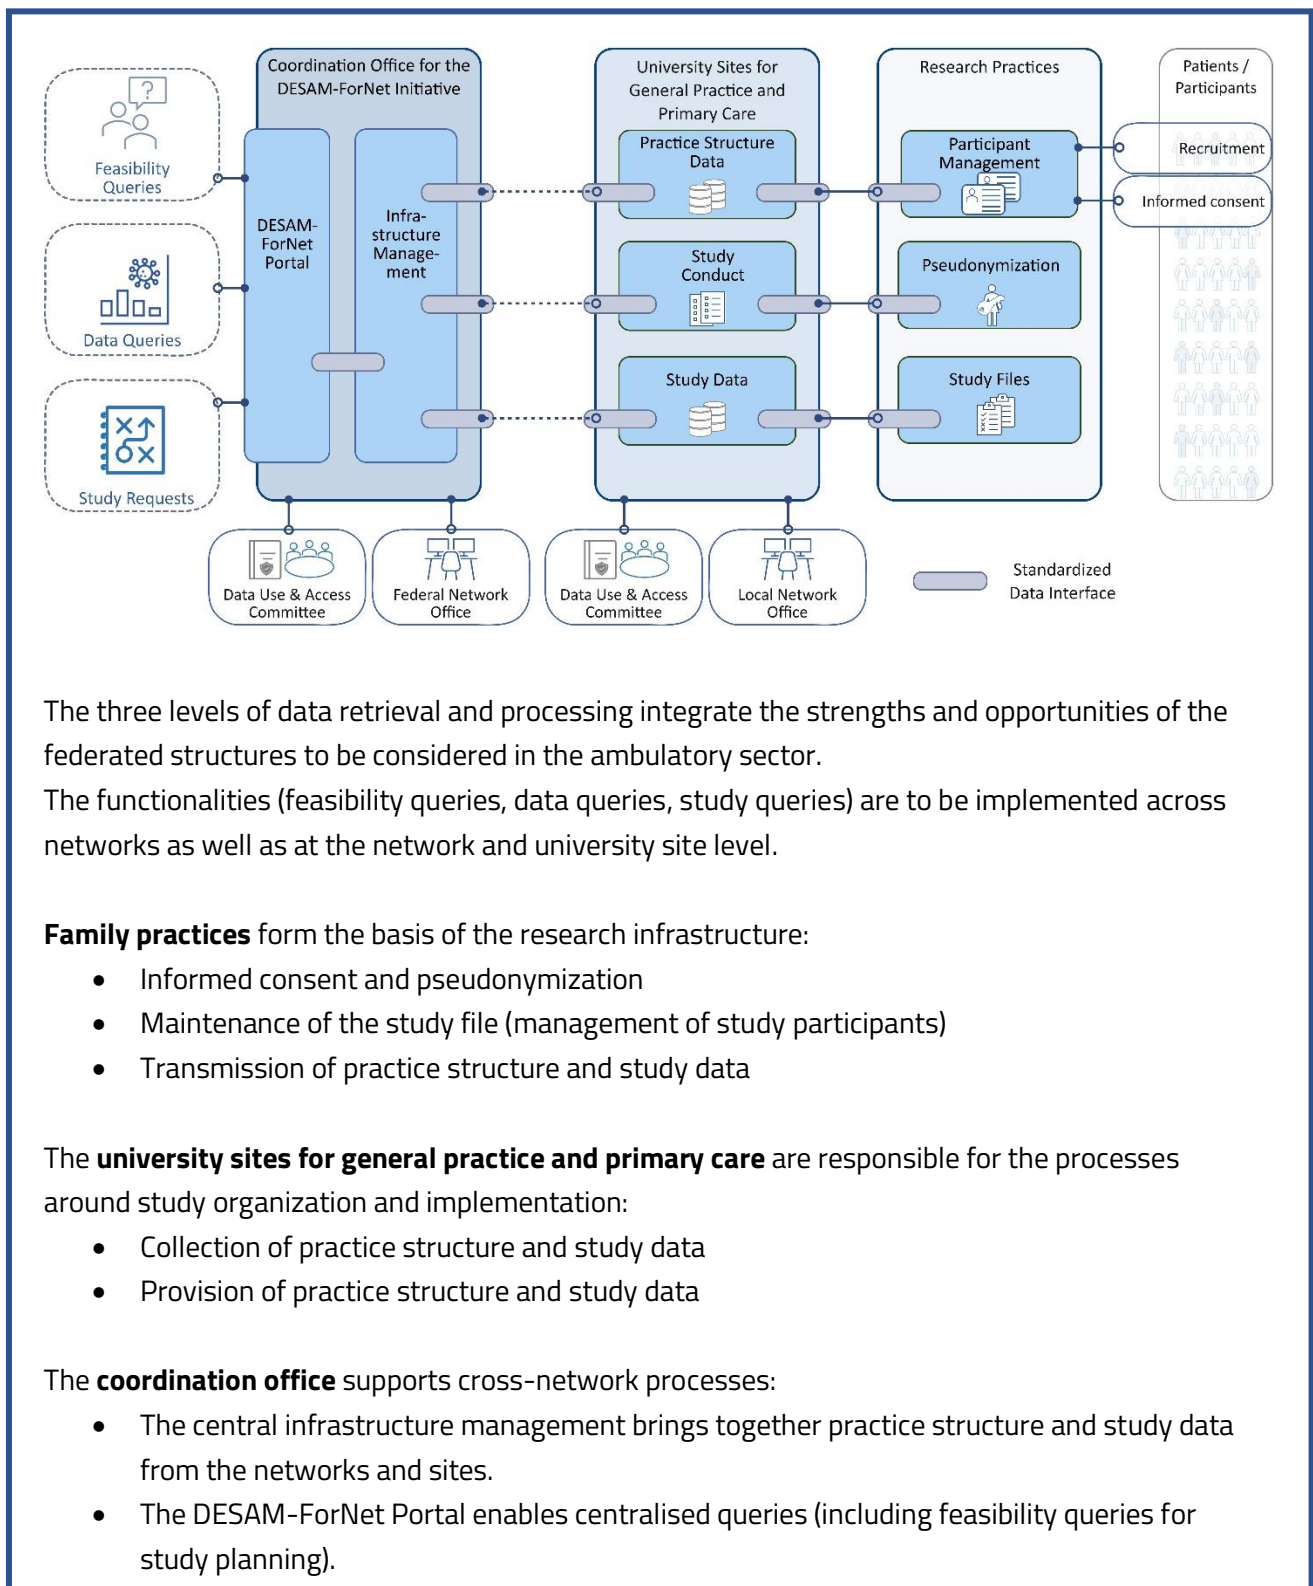 Feasibility
Queries
Data Queries
Study Requests
Coordination Office for the
DESAM-ForNet Initiative
DESAM-
ForNet
Portal
Infra-
structure
Manage-
ment
Data Use & Access
Committee
Federal Network
Office
University Sites for
General Practice and
Primary Care
Practice Structure
Data
Study
Conduct
Study Data
Data Use & Access
Committee
Local Network
Office
Research Practices
Participant
Management
Pseudonymization
Study Files
Patients /
Participants
Recruitment
Informed consent
Standardized
Data Interface
The three levels of data retrieval and processing integrate the strengths and opportunities of the
federated structures to be considered in the ambulatory sector.
The functionalities (feasibility queries, data queries, study queries) are to be implemented across
networks as well as at the network and university site level.
Family practices form the basis of the research infrastructure:
• Informed consent and pseudonymization
• Maintenance of the study file (management of study participants)
• Transmission of practice structure and study data
The university sites for general practice and primary care are responsible for the processes
around study organization and implementation:
• Collection of practice structure and study data
• Provision of practice structure and study data
The coordination office supports cross-network processes:
• The central infrastructure management brings together practice structure and study data
from the networks and sites.
• The DESAM-ForNet Portal enables centralised queries (including feasibility queries for
study planning).